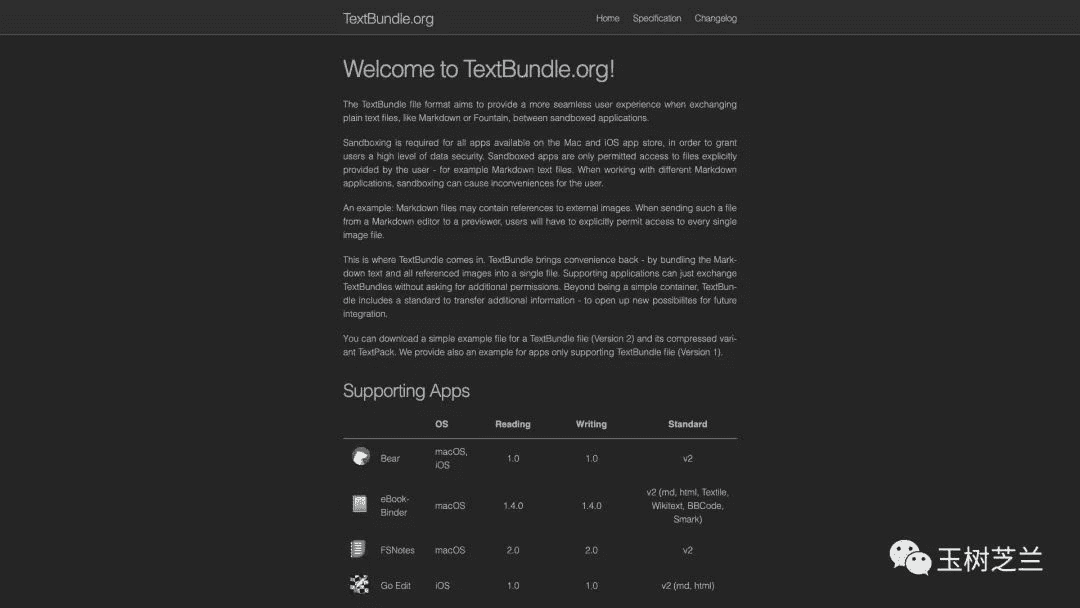 TextBundle.org
Home Specification Changelog
Welcome to TextBundle.org!
The TextBundle file format aims to provide a more seamless user experience when exchanging
plain text files, like Markdown or Fountain, between sandboxed applications.
Sandboxing is required for all apps available on the Mac and iOS app store, in order to grant
users a high level of data security. Sandboxed apps are only permitted access to files explicitly
provided by the user - for example Markdown text files. When working with different Markdown
applications, sandboxing can cause inconveniences for the user.
An example: Markdown files may contain references to external images. When sending such a file
from a Markdown editor to a previewer, users will have to explicitly permit access to every single
image file.
This is where TextBundle comes in. TextBundle brings convenience back - by bundling the Mark-
down text and all referenced images into a single file. Supporting applications can just exchange
TextBundles without asking for additional permissions. Beyond being a simple container, TextBun-
dle includes a standard to transfer additional information - to open up new possibilites for future
integration.
You can download a simple example file for a TextBundle file (Version 2) and its compressed vari-
ant TextPack. We provide also an example for apps only supporting TextBundle file (Version 1).
Supporting Apps
OS Reading Writing Standard
Bear macOS, iOS 1.0 1.0 v2
eBook-Binder macOS 1.4.0 1.4.0 v2 (md, html, Textile, Wikitext, BBCode, Smark)
FSNotes macOS 2.0 2.0 v2
Go Edit iOS 1.0 1.0 v2 (md, html)
玉树芝兰